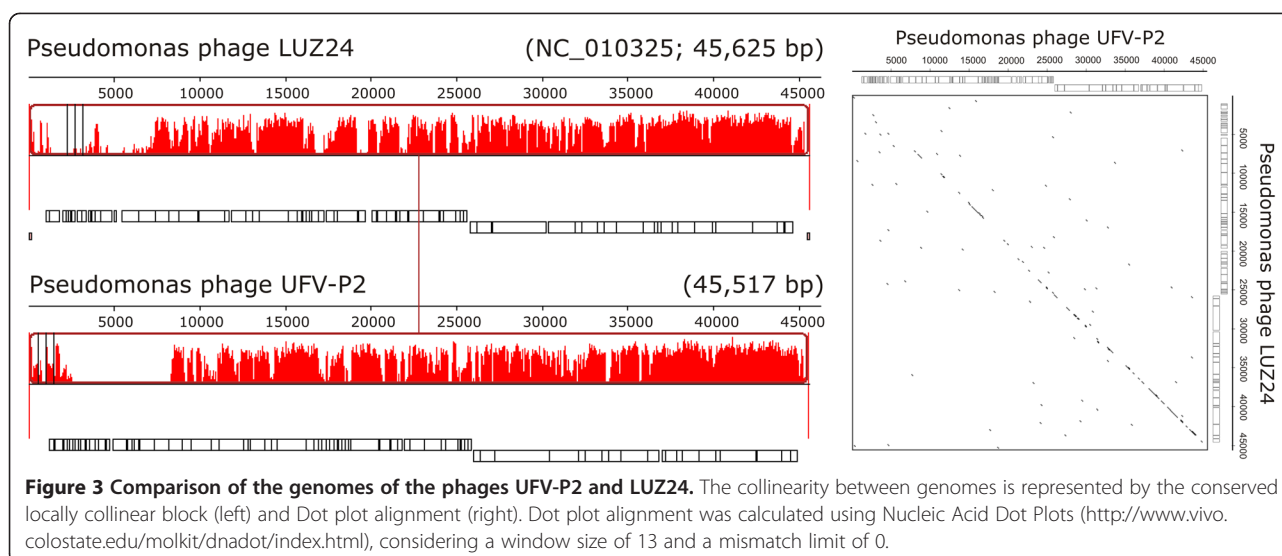 Pseudomonas phage LUZ24 (NC_010325; 45,625 bp)
5000 10000 15000 20000 25000 30000 35000 40000 45000
Pseudomonas phage UFV-P2 (45,517 bp)
5000 10000 15000 20000 25000 30000 35000 40000 45000
Pseudomonas phage UFV-P2
5000 10000 15000 20000 25000 30000 35000 40000 45000
Pseudomonas phage LUZ24
5000 10000 15000 20000 25000 30000 35000 40000 45000
Figure 3 Comparison of the genomes of the phages UFV-P2 and LUZ24. The collinearity between genomes is represented by the conserved
locally collinear block (left) and Dot plot alignment (right). Dot plot alignment was calculated using Nucleic Acid Dot Plots (http://www.vivo.
colostate.edu/molkit/dnadot/index.html), considering a window size of 13 and a mismatch limit of 0.